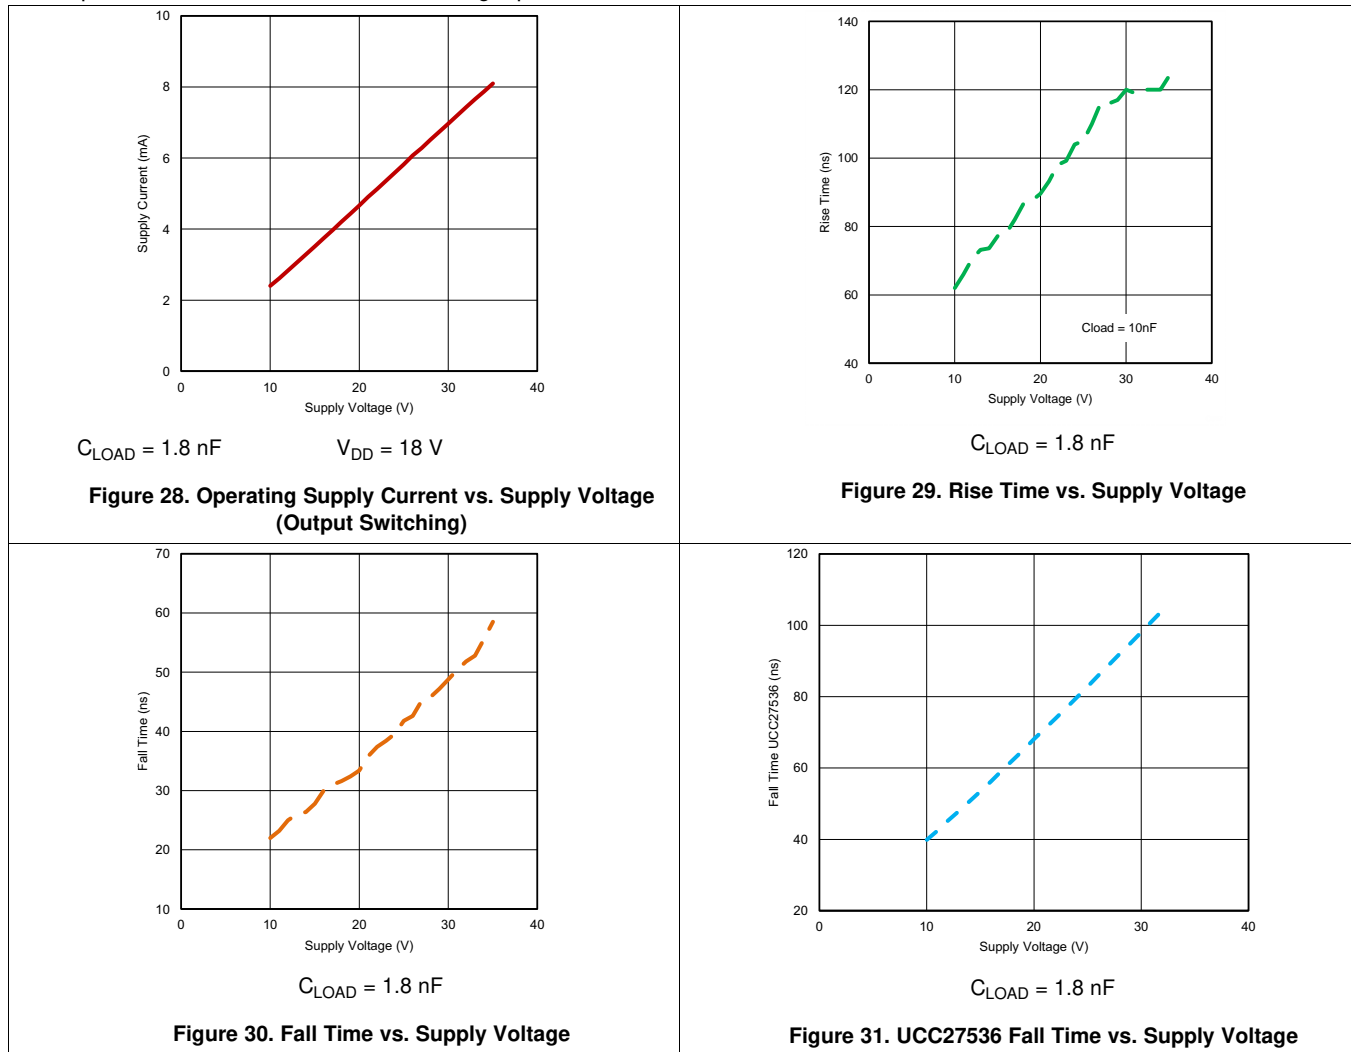 10
8
6
4
2
0
Supply Current (mA)
0 10 20 30 40
Supply Voltage (V)
C_LOAD = 1.8 nF V_DD = 18 V
Figure 28. Operating Supply Current vs. Supply Voltage
(Output Switching)
140
120
100
80
60
40
Rise Time (ns)
Cload = 10nF
0 10 20 30 40
Supply Voltage (V)
C_LOAD = 1.8 nF
Figure 29. Rise Time vs. Supply Voltage
70
60
50
40
30
20
10
Fall Time (ns)
0 10 20 30 40
Supply Voltage (V)
C_LOAD = 1.8 nF
Figure 30. Fall Time vs. Supply Voltage
120
100
80
60
40
20
Fall Time UCC27536 (ns)
0 10 20 30 40
Supply Voltage (V)
C_LOAD = 1.8 nF
Figure 31. UCC27536 Fall Time vs. Supply Voltage